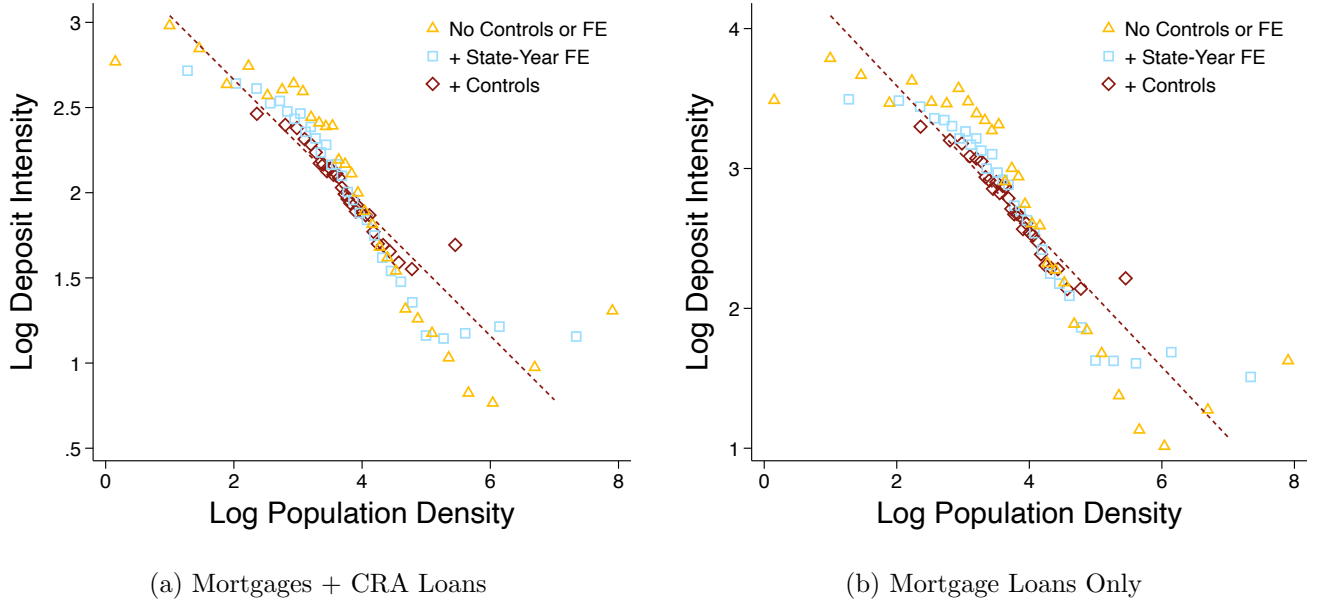 3
2.5
2
1.5
1
.5
Log Deposit Intensity
0 2 4 6 8
Log Population Density
No Controls or FE
+ State-Year FE
+ Controls
(a) Mortgages + CRA Loans
4
3
2
1
Log Deposit Intensity
0 2 4 6 8
Log Population Density
No Controls or FE
+ State-Year FE
+ Controls
(b) Mortgage Loans Only